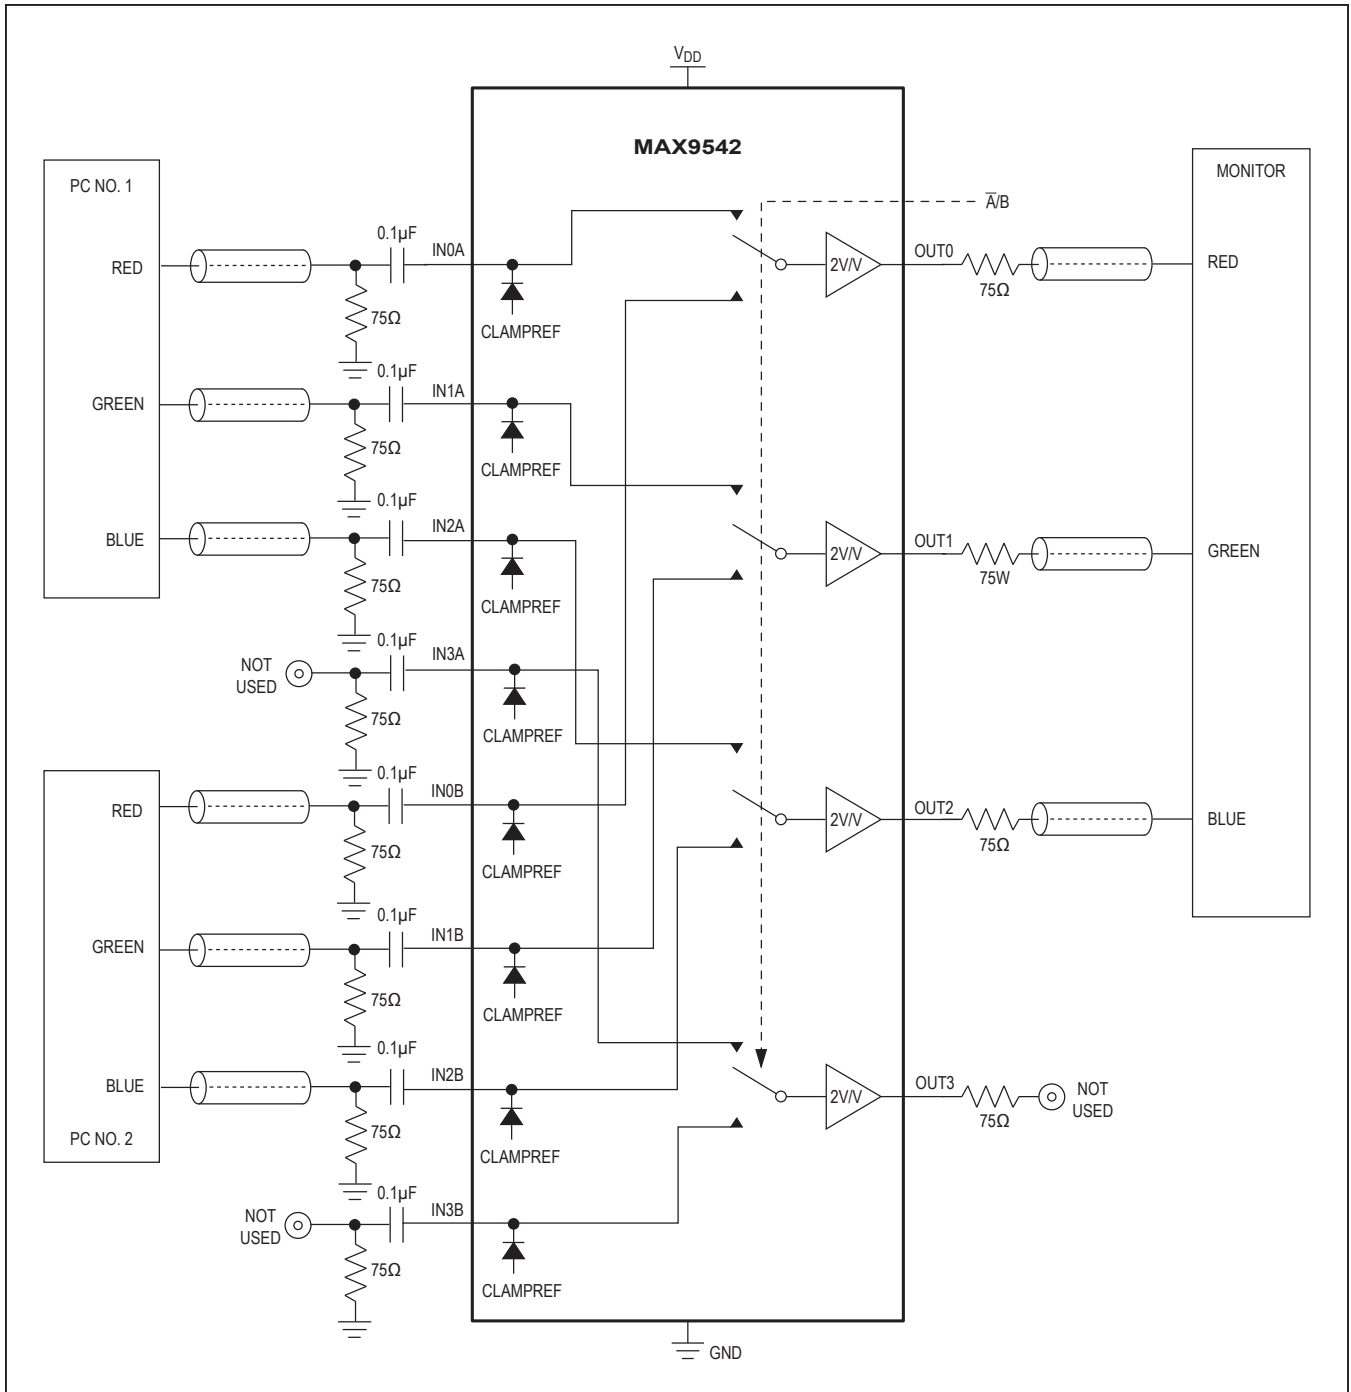 VDD
MAX9542
PC NO. 1
MONITOR
A̅/B
0.1µF
IN0A
OUT0
RED
2V/V
RED
75Ω
75Ω
CLAMPREF
0.1µF
IN1A
GREEN
75Ω
CLAMPREF
0.1µF
IN2A
OUT1
BLUE
2V/V
GREEN
75Ω
75W
CLAMPREF
0.1µF
IN3A
NOT
USED
75Ω
CLAMPREF
0.1µF
IN0B
OUT2
RED
2V/V
BLUE
75Ω
75Ω
CLAMPREF
0.1µF
IN1B
GREEN
75Ω
CLAMPREF
0.1µF
IN2B
OUT3
BLUE
2V/V
NOT
USED
75Ω
75Ω
PC NO. 2
CLAMPREF
0.1µF
IN3B
NOT
USED
75Ω
CLAMPREF
GND